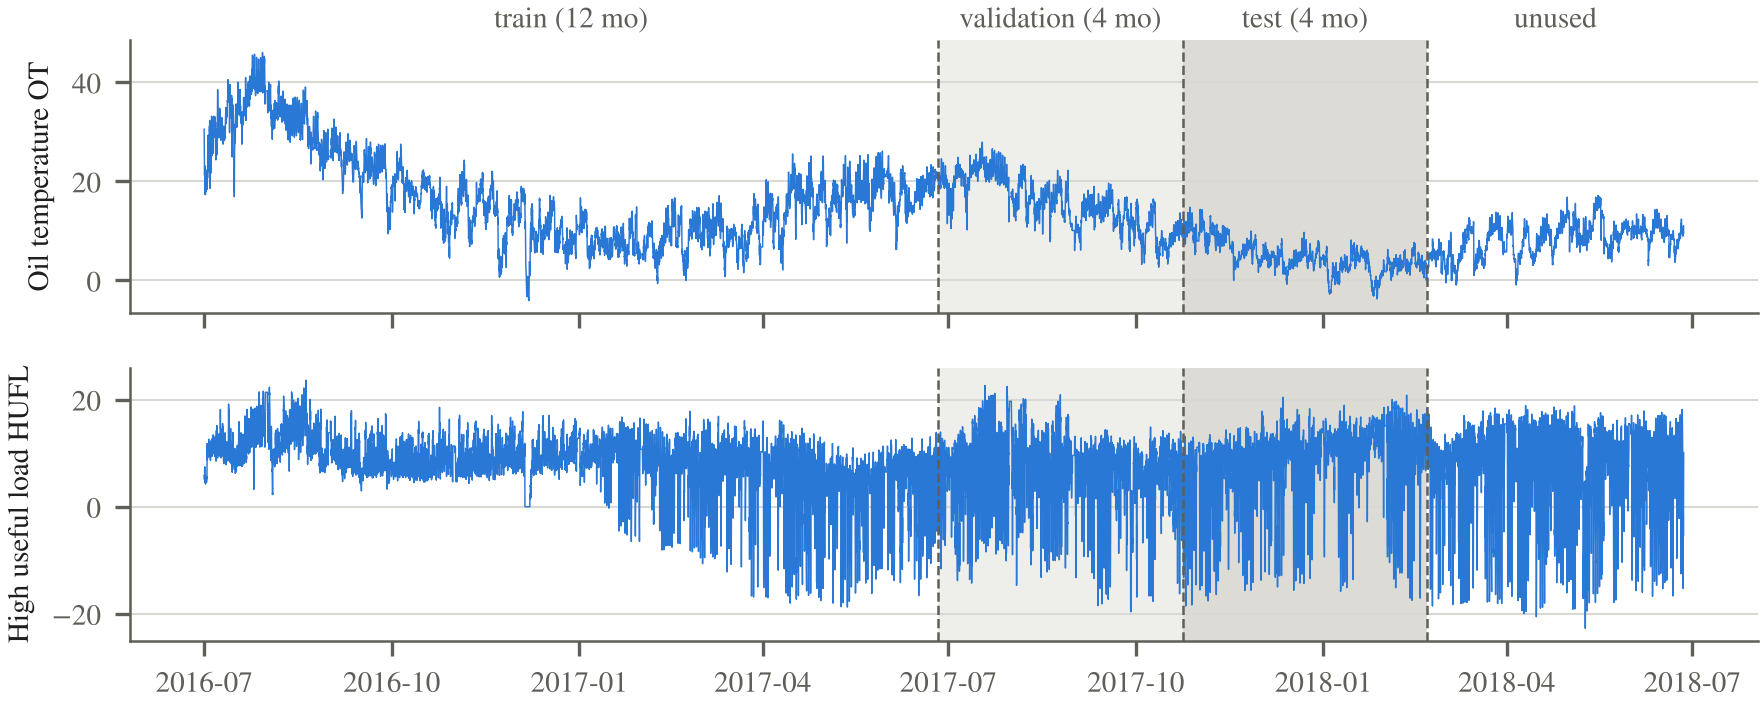 train (12 mo) validation (4 mo) test (4 mo) unused
Oil temperature OT
40
20
0
High useful load HUFL
20
0
−20
2016-07 2016-10 2017-01 2017-04 2017-07 2017-10 2018-01 2018-04 2018-07